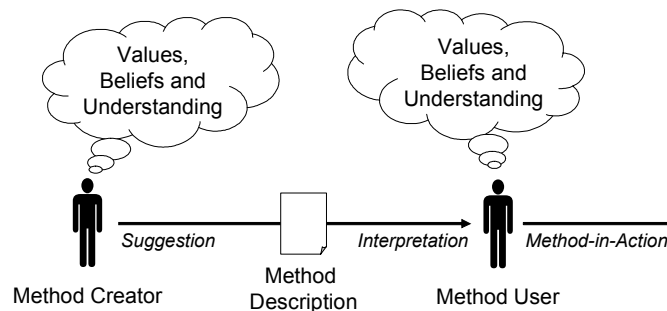 Values,
Beliefs and
Understanding
Values,
Beliefs and
Understanding
Suggestion
Interpretation
Method-in-Action
Method Creator
Method
Description
Method User